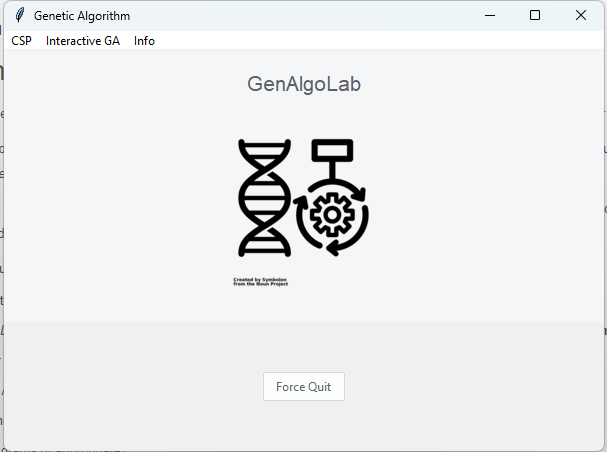 Genetic Algorithm
CSP Interactive GA Info
GenAlgoLab
Created by Symbolon
from the Noun Project
Force Quit